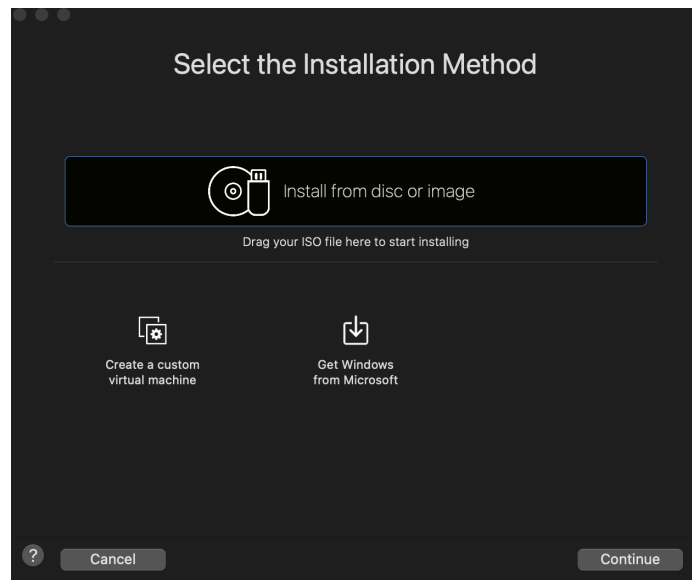 Select the Installation Method
Install from disc or image
Drag your ISO file here to start installing
Create a custom
virtual machine
Get Windows
from Microsoft
?
Cancel
Continue